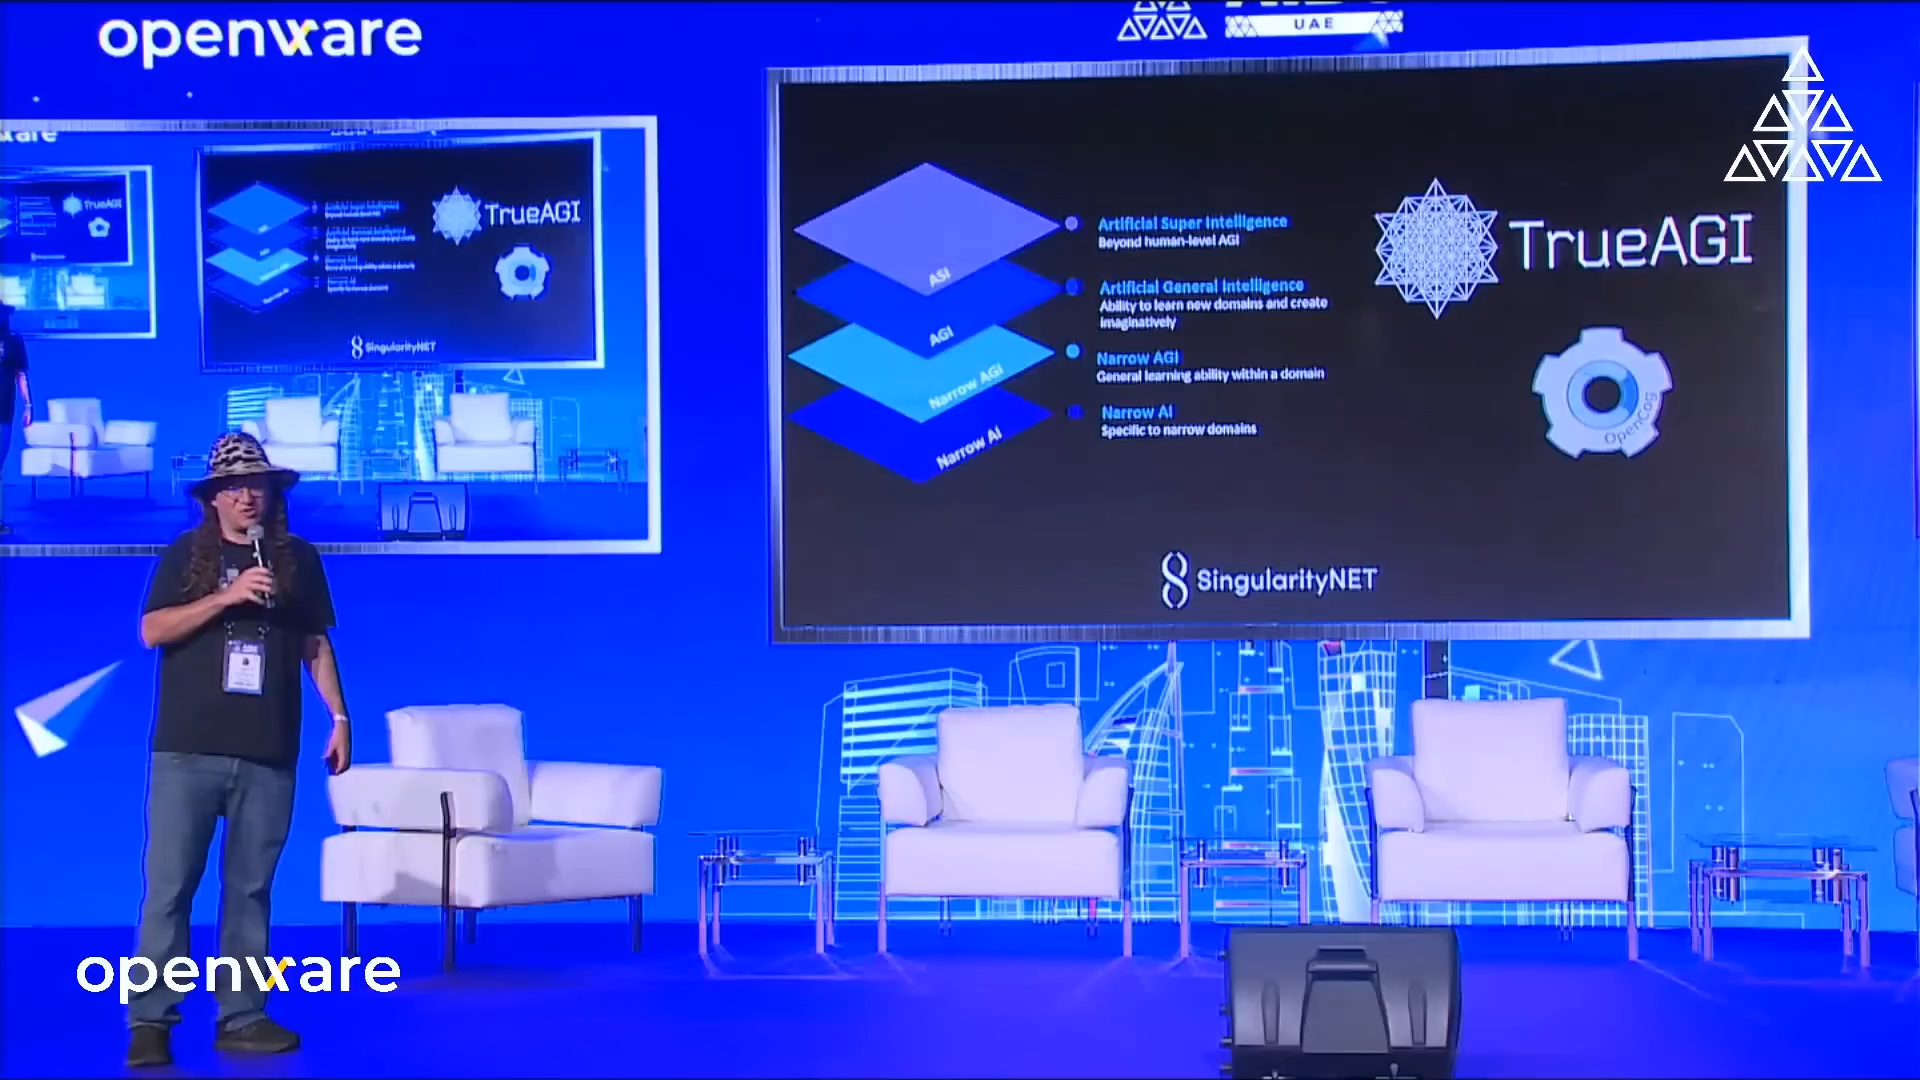 openware
UAE
ASI
AGI
Narrow AGI
Narrow AI
Artificial Super Intelligence
Beyond human-level AGI
Artificial General Intelligence
Ability to learn new domains and create
imaginatively
Narrow AGI
General learning ability within a domain
Narrow AI
Specific to narrow domains
TrueAGI
OpenCog
SingularityNET
TrueAGI
SingularityNET
TrueAGI
openware